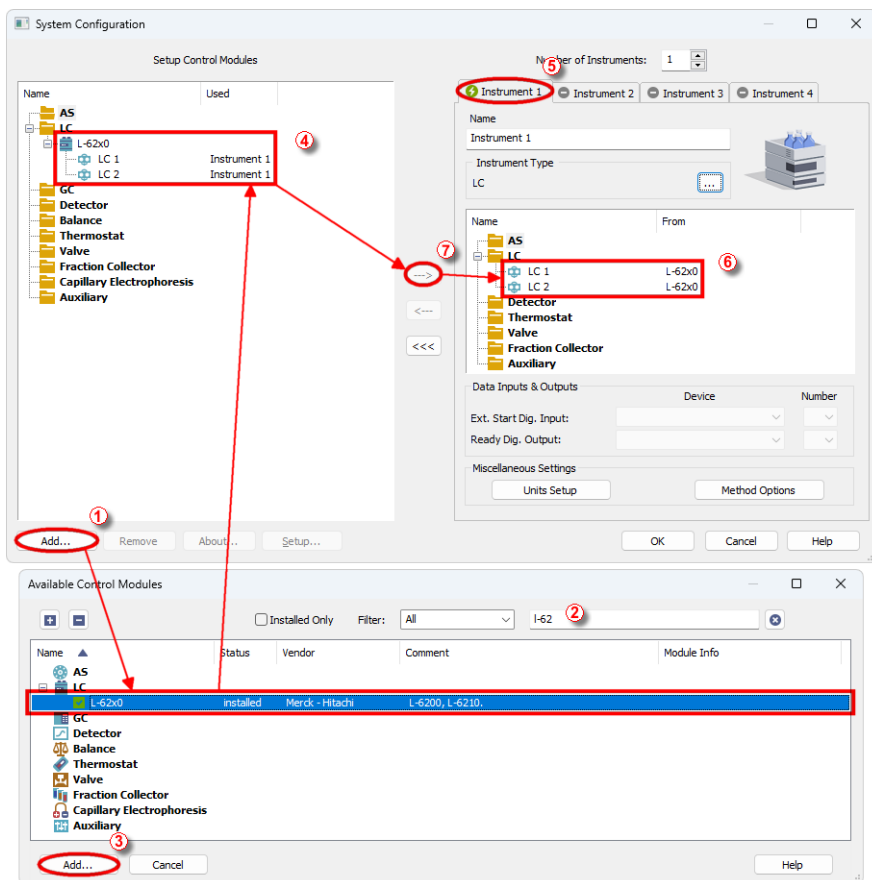 System Configuration
Setup Control Modules
Number of Instruments: 1
Name Used
AS
LC
L-62x0
LC 1 Instrument 1
LC 2 Instrument 1
GC
Detector
Balance
Thermostat
Valve
Fraction Collector
Capillary Electrophoresis
Auxiliary
④
⑤
Instrument 1 Instrument 2 Instrument 3 Instrument 4
Name
Instrument 1
Instrument Type
LC ...
⑦
--->
<---
<<<
Name From
AS
LC
LC 1 L-62x0
LC 2 L-62x0
⑥
Detector
Thermostat
Valve
Fraction Collector
Auxiliary
Data Inputs & Outputs
Device Number
Ext. Start Dig. Input:
Ready Dig. Output:
Miscellaneous Settings
Units Setup Method Options
①
Add... Remove About... Setup...
OK Cancel Help
Available Control Modules
Installed Only Filter: All l-62 ②
Name Status Vendor Comment Module Info
AS
LC
L-62x0 installed Merck - Hitachi L-6200, L-6210.
GC
Detector
Balance
Thermostat
Valve
Fraction Collector
Capillary Electrophoresis
Auxiliary
③
Add... Cancel Help